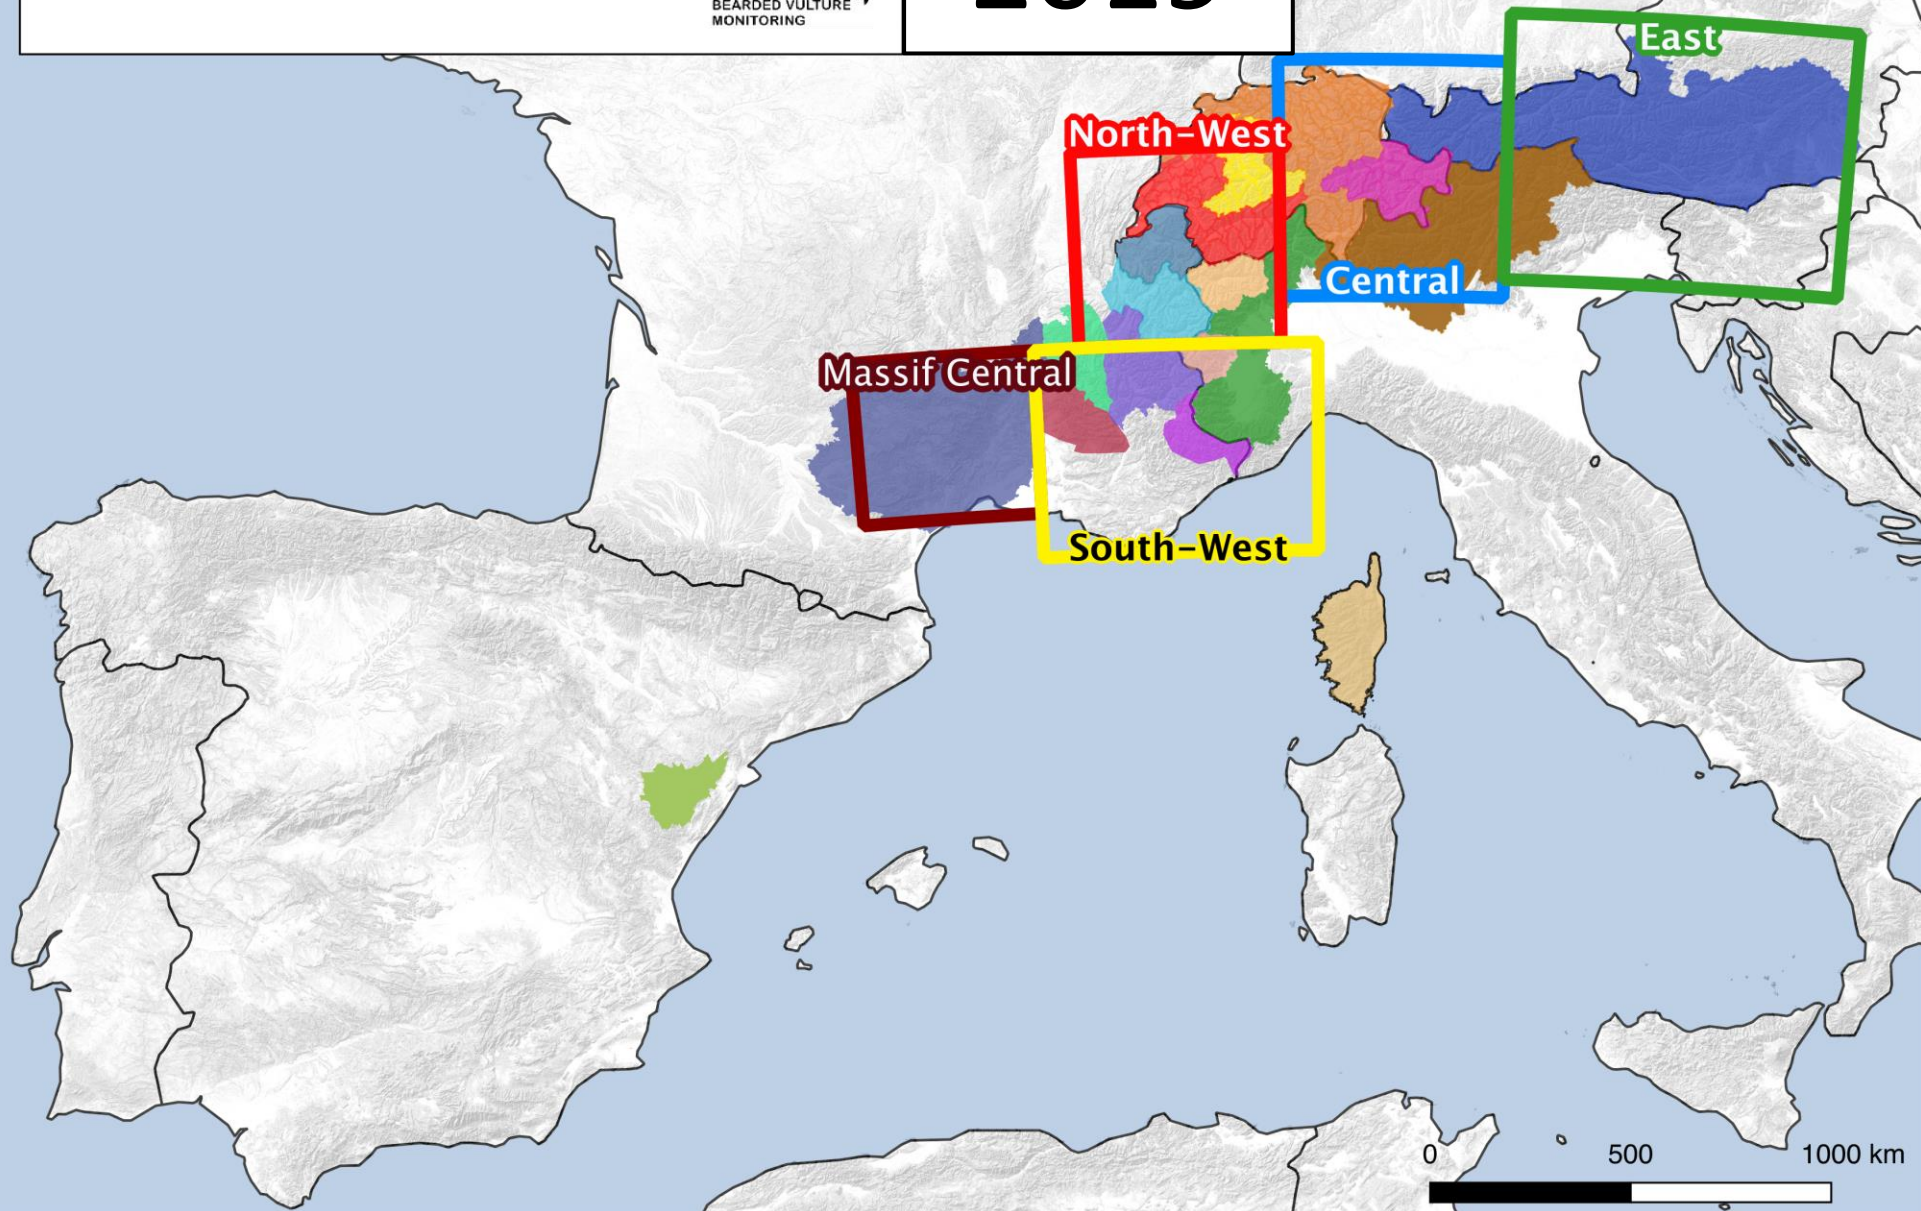 BEARDED VULTURE
MONITORING
East
North-West
Central
Massif Central
South-West
0 500 1000 km